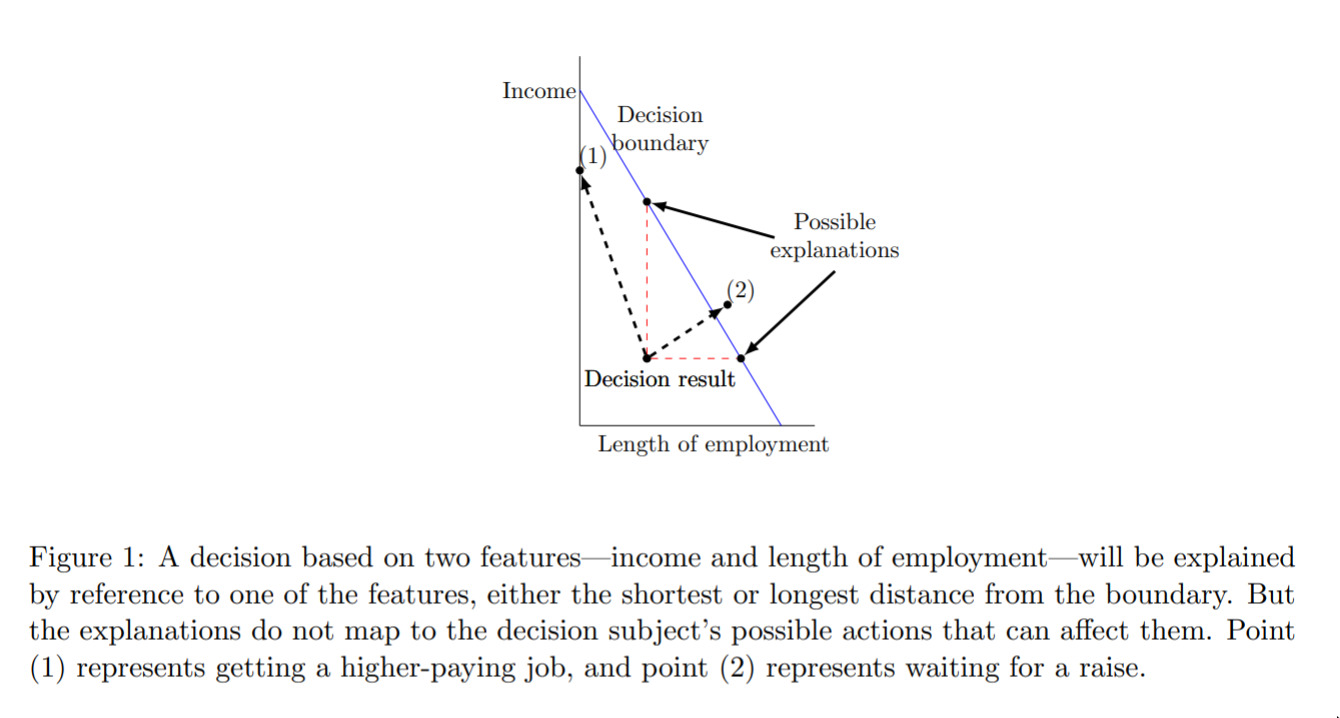 Income
Decision
boundary
(1)
Possible
explanations
(2)
Decision result
Length of employment
Figure 1: A decision based on two features—income and length of employment—will be explained
by reference to one of the features, either the shortest or longest distance from the boundary. But
the explanations do not map to the decision subject’s possible actions that can affect them. Point
(1) represents getting a higher-paying job, and point (2) represents waiting for a raise.